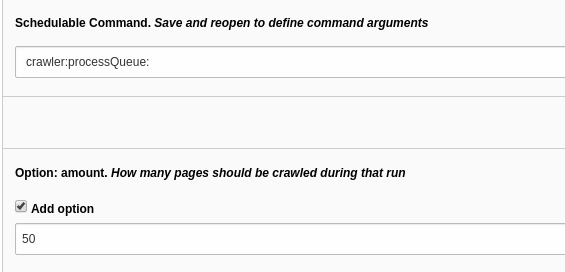 Schedulable Command. Save and reopen to define command arguments
crawler:processQueue:
Option: amount. How many pages should be crawled during that run
Add option
50